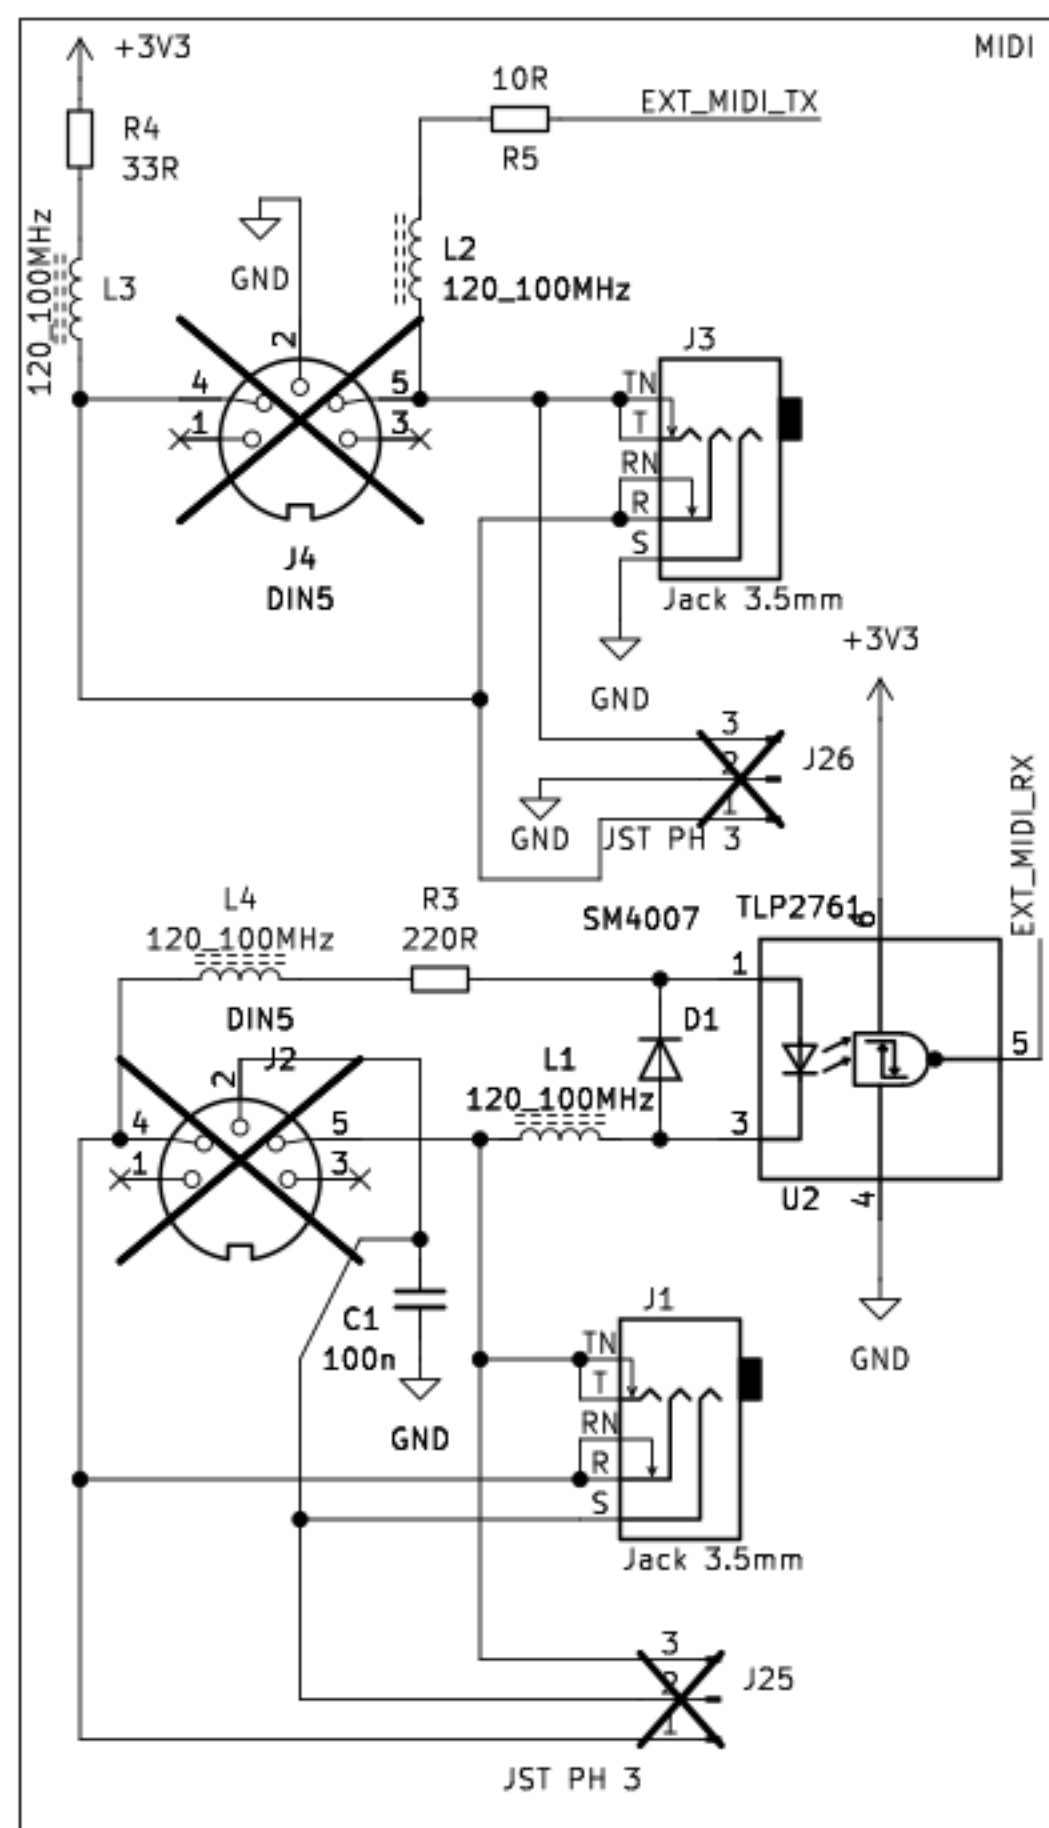 +3V3
MIDI
10R
EXT_MIDI_TX
R4
33R
R5
120_100MHz
L3
GND
L2
120_100MHz
2
4
5
1
3
J4
DIN5
J3
TN
T
RN
R
S
Jack 3.5mm
GND
+3V3
3
2
1
J26
GND
JST PH 3
EXT_MIDI_RX
L4
120_100MHz
R3
220R
SM4007
TLP2761
6
1
5
3
4
U2
D1
L1
120_100MHz
DIN5
J2
2
4
5
1
3
C1
100n
GND
GND
J1
TN
T
RN
R
S
Jack 3.5mm
3
2
1
J25
JST PH 3